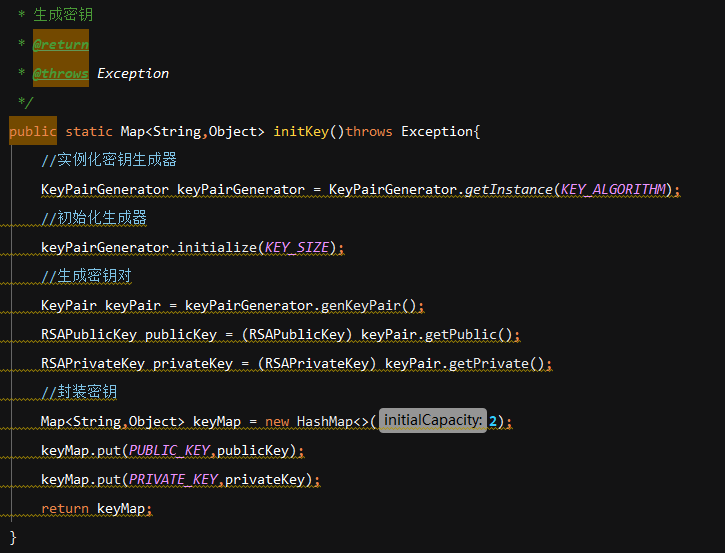 * 生成密钥
* @return
* @throws Exception
*/
public static Map<String,Object> initKey()throws Exception{
//实例化密钥生成器
KeyPairGenerator keyPairGenerator = KeyPairGenerator.getInstance(KEY_ALGORITHM);
//初始化生成器
keyPairGenerator.initialize(KEY_SIZE);
//生成密钥对
KeyPair keyPair = keyPairGenerator.genKeyPair();
RSAPublicKey publicKey = (RSAPublicKey) keyPair.getPublic();
RSAPrivateKey privateKey = (RSAPrivateKey) keyPair.getPrivate();
//封装密钥
Map<String,Object> keyMap = new HashMap<>( initialCapacity: 2);
keyMap.put(PUBLIC_KEY,publicKey);
keyMap.put(PRIVATE_KEY,privateKey);
return keyMap;
}